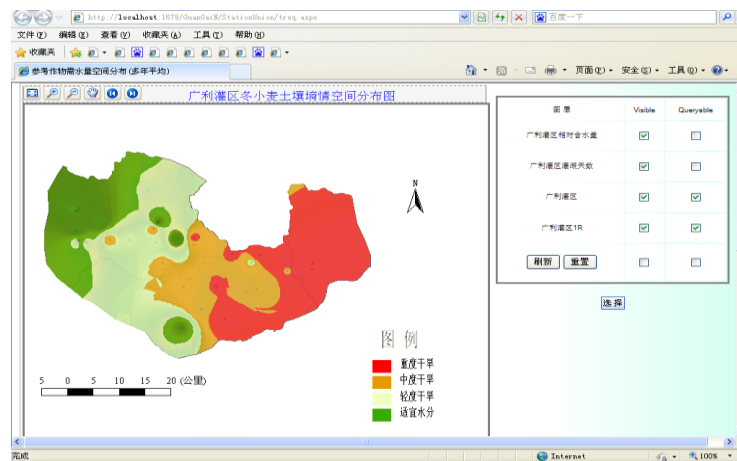 http://localhost:1079/GuanGaiN/StationUnion/trsq.aspx
百度一下
文件(F) 编辑(E) 查看(V) 收藏夹(A) 工具(T) 帮助(H)
收藏夹
参考作物需水量空间分布(多年平均)
页面(P) 安全(S) 工具(O)
广利灌区冬小麦土壤墒情空间分布图
图层 Visible Queryable
广利灌区相对含水量
广利灌区灌溉天数
广利灌区
广利灌区1R
刷新 重置
选择
N
图例
重度干旱
中度干旱
轻度干旱
适宜水分
5 0 5 10 15 20 (公里)
完成 Internet 100%